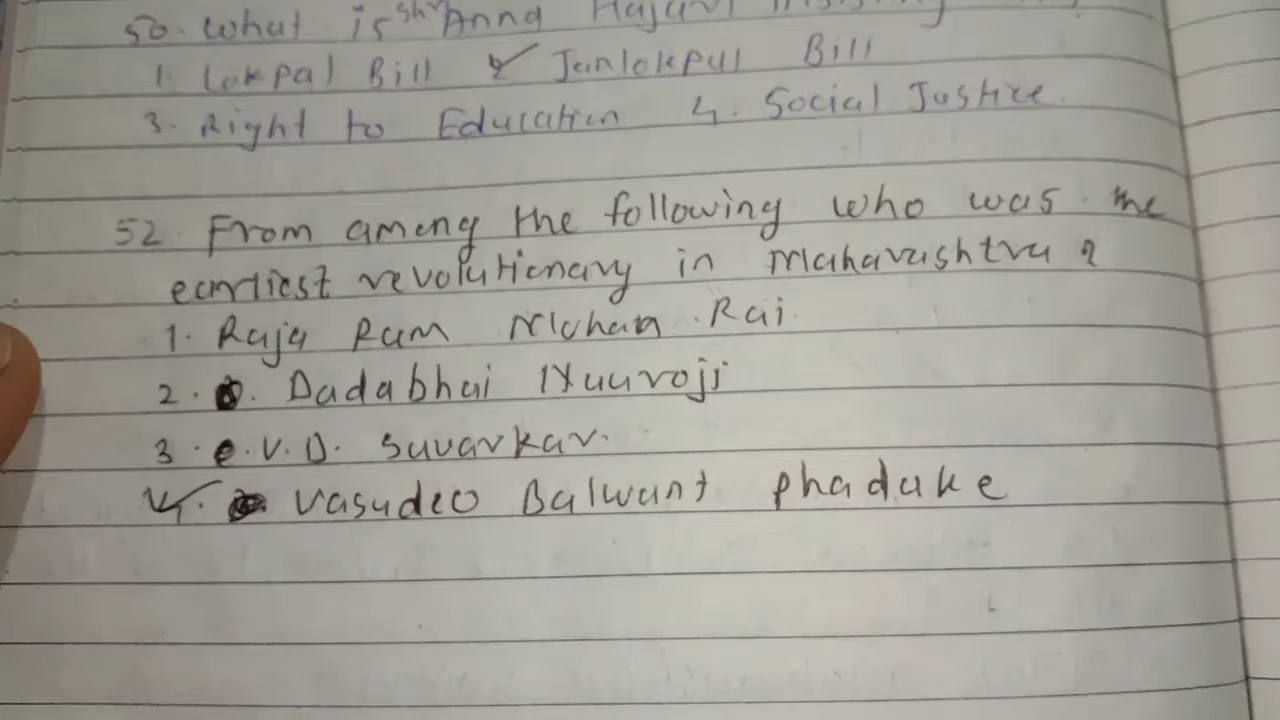 50. What is shri Anna Hajari
1. Lokpal Bill 2. Janlokpal Bill
3. Right to Education 4. Social Justice.
52. From among the following who was the
earliest revolutionary in Maharashtra ?
1. Raja Ram Mohan Rai.
2. Dadabhai Nauroji
3. V.D. Savarkar.
4. Vasudeo Balwant phaduke